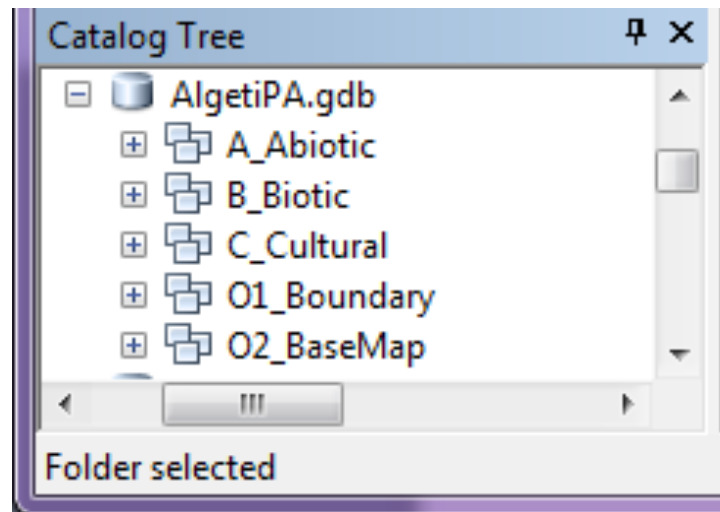 Catalog Tree
AlgetiPA.gdb
A_Abiotic
B_Biotic
C_Cultural
O1_Boundary
O2_BaseMap
Folder selected